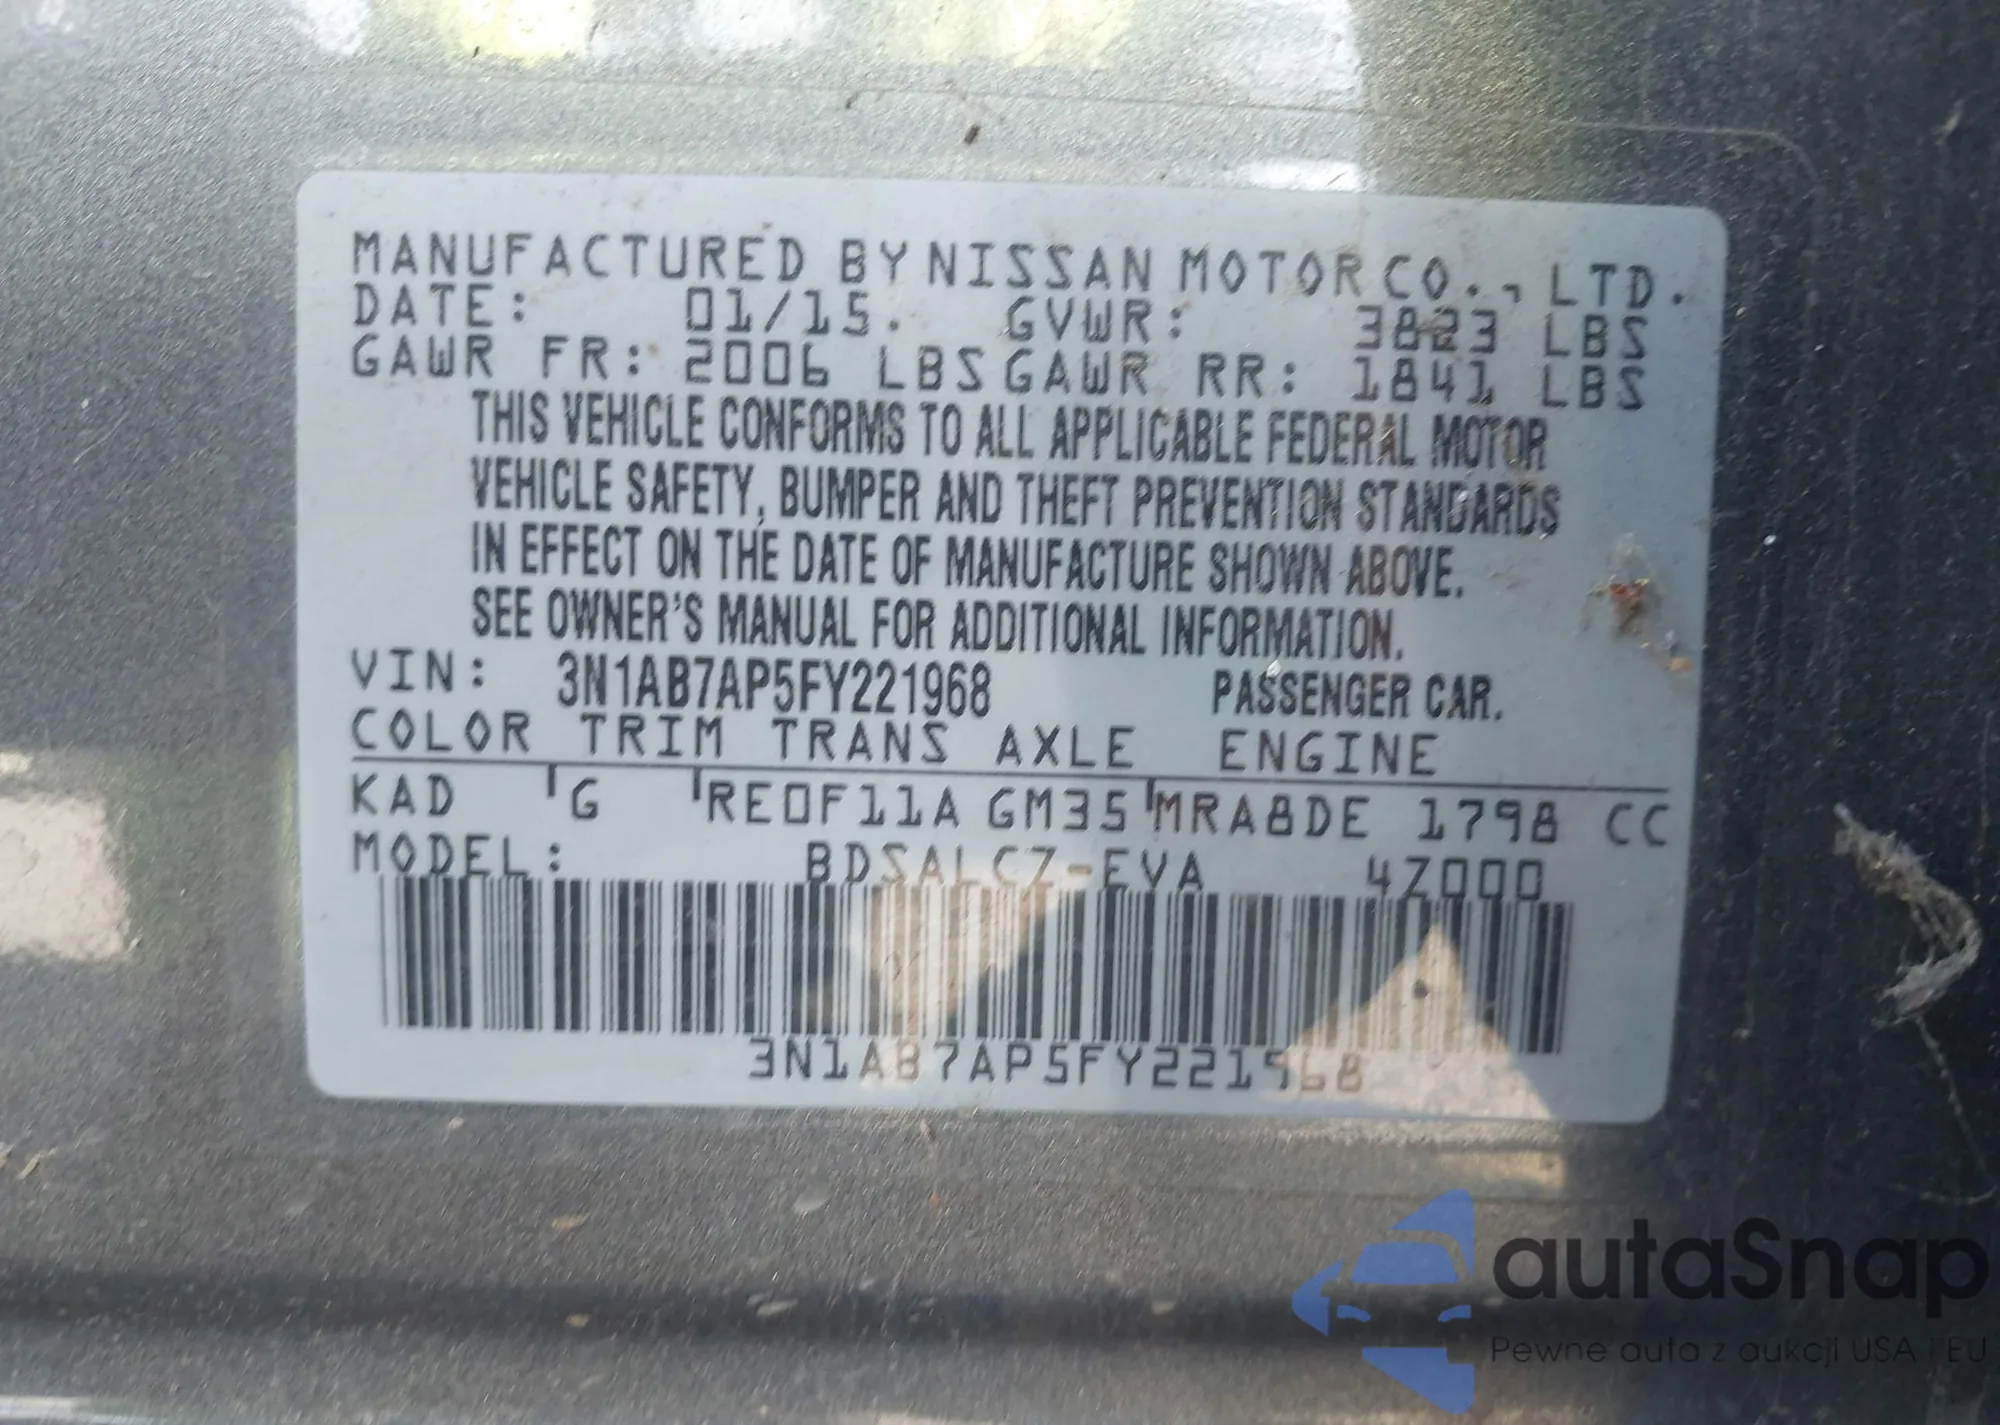 MANUFACTURED BY NISSAN MOTOR CO., LTD.
DATE: 01/15. GVWR: 3823 LBS
GAWR FR: 2006 LBS GAWR RR: 1841 LBS
THIS VEHICLE CONFORMS TO ALL APPLICABLE FEDERAL MOTOR
VEHICLE SAFETY, BUMPER AND THEFT PREVENTION STANDARDS
IN EFFECT ON THE DATE OF MANUFACTURE SHOWN ABOVE.
SEE OWNER'S MANUAL FOR ADDITIONAL INFORMATION.
VIN: 3N1AB7AP5FY221968 PASSENGER CAR.
COLOR TRIM TRANS AXLE ENGINE
KAD G RE0F11A GM35 MRA8DE 1798 CC
MODEL: BDSALCZ-EVA 4Z000
3N1AB7AP5FY221968
autaSnap
Pewne auta z aukcji USA i EU